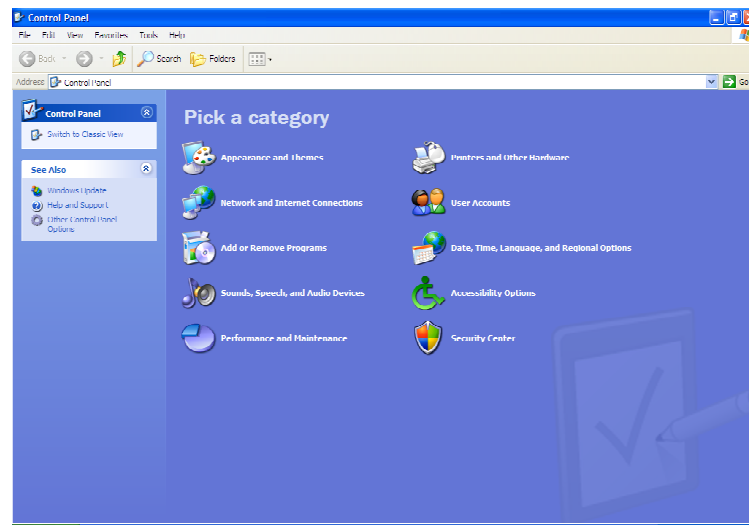 Control Panel
File Edit View Favorites Tools Help
Back Search Folders
Address Control Panel Go
Control Panel
Switch to Classic View
See Also
Windows Update
Help and Support
Other Control Panel
Options
Pick a category
Appearance and Themes
Printers and Other Hardware
Network and Internet Connections
User Accounts
Add or Remove Programs
Date, Time, Language, and Regional Options
Sounds, Speech, and Audio Devices
Accessibility Options
Performance and Maintenance
Security Center